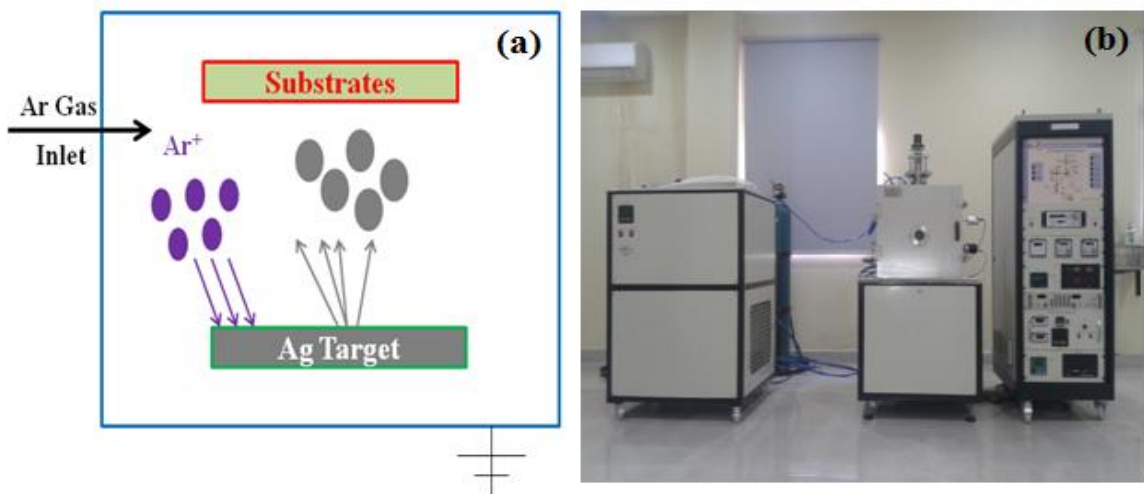 (a)
Substrates
Ar Gas
Inlet
Ar⁺
Ag Target
(b)